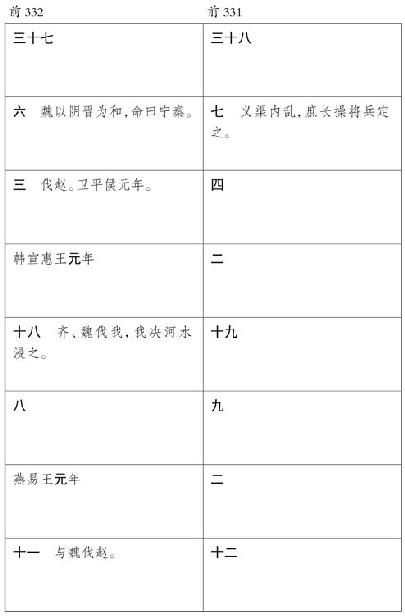 前 332 前 331
三十七 三十八
六 魏以阴晋为和，命曰宁秦。 七 义渠内乱，庶长操将兵定
之。
三 伐赵。卫平侯元年。 四
韩宣惠王元年 二
十八 齐、魏伐我，我决河水 十九
浸之。
八 九
燕易王元年 二
十一 与魏伐赵。 十二